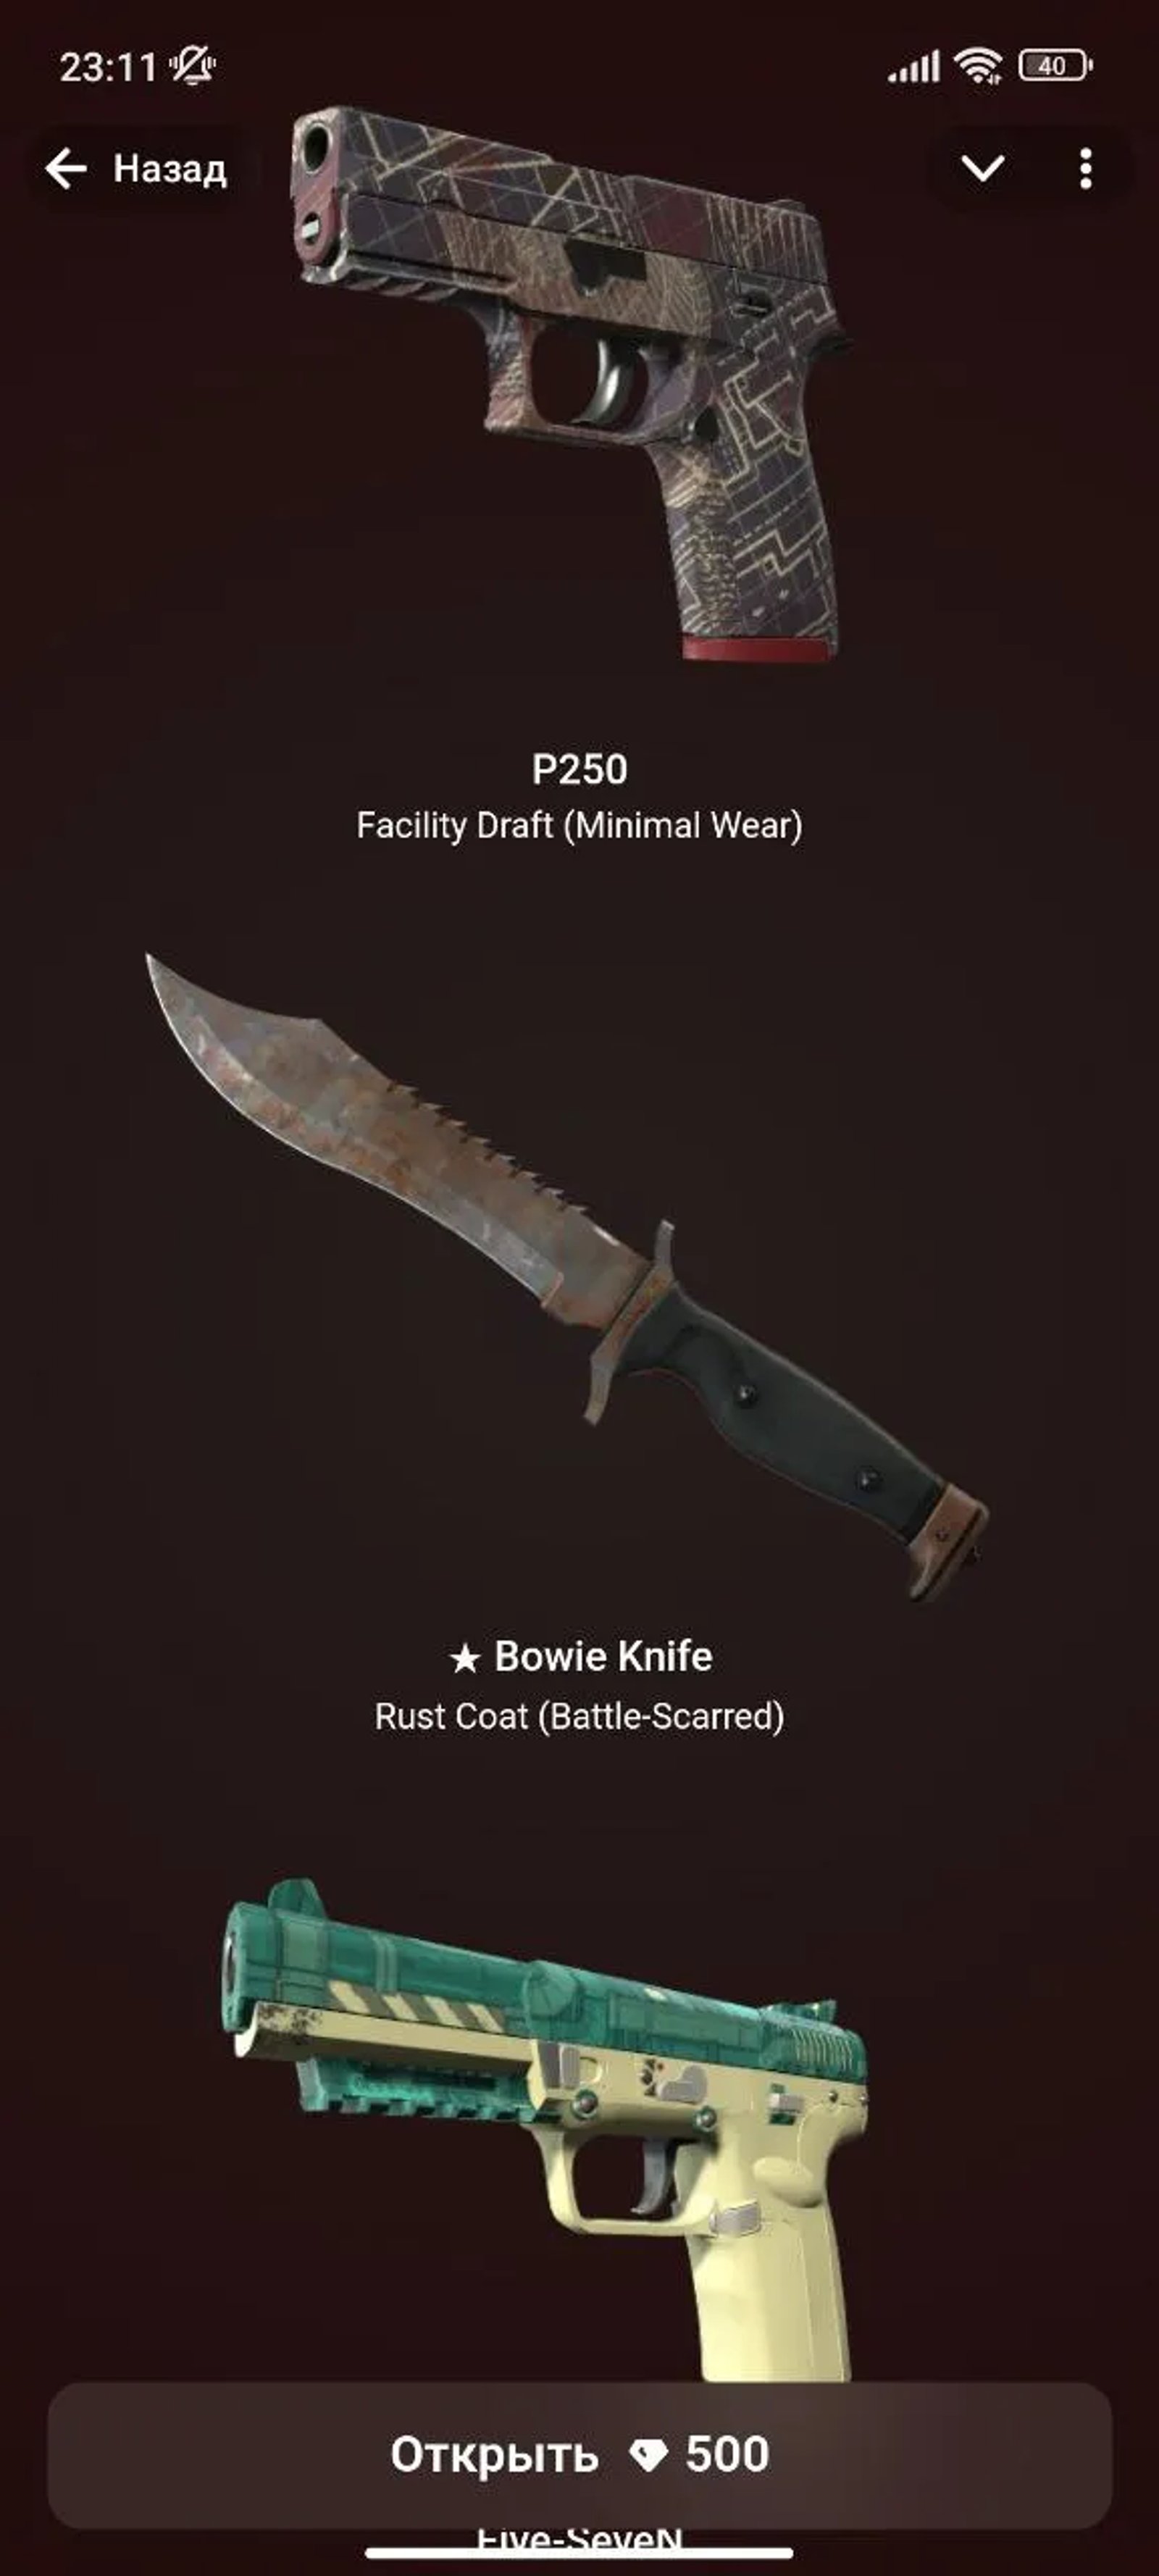 23:11
40
Назад
P250
Facility Draft (Minimal Wear)
★ Bowie Knife
Rust Coat (Battle-Scarred)
Открыть 500
Five-SeveN